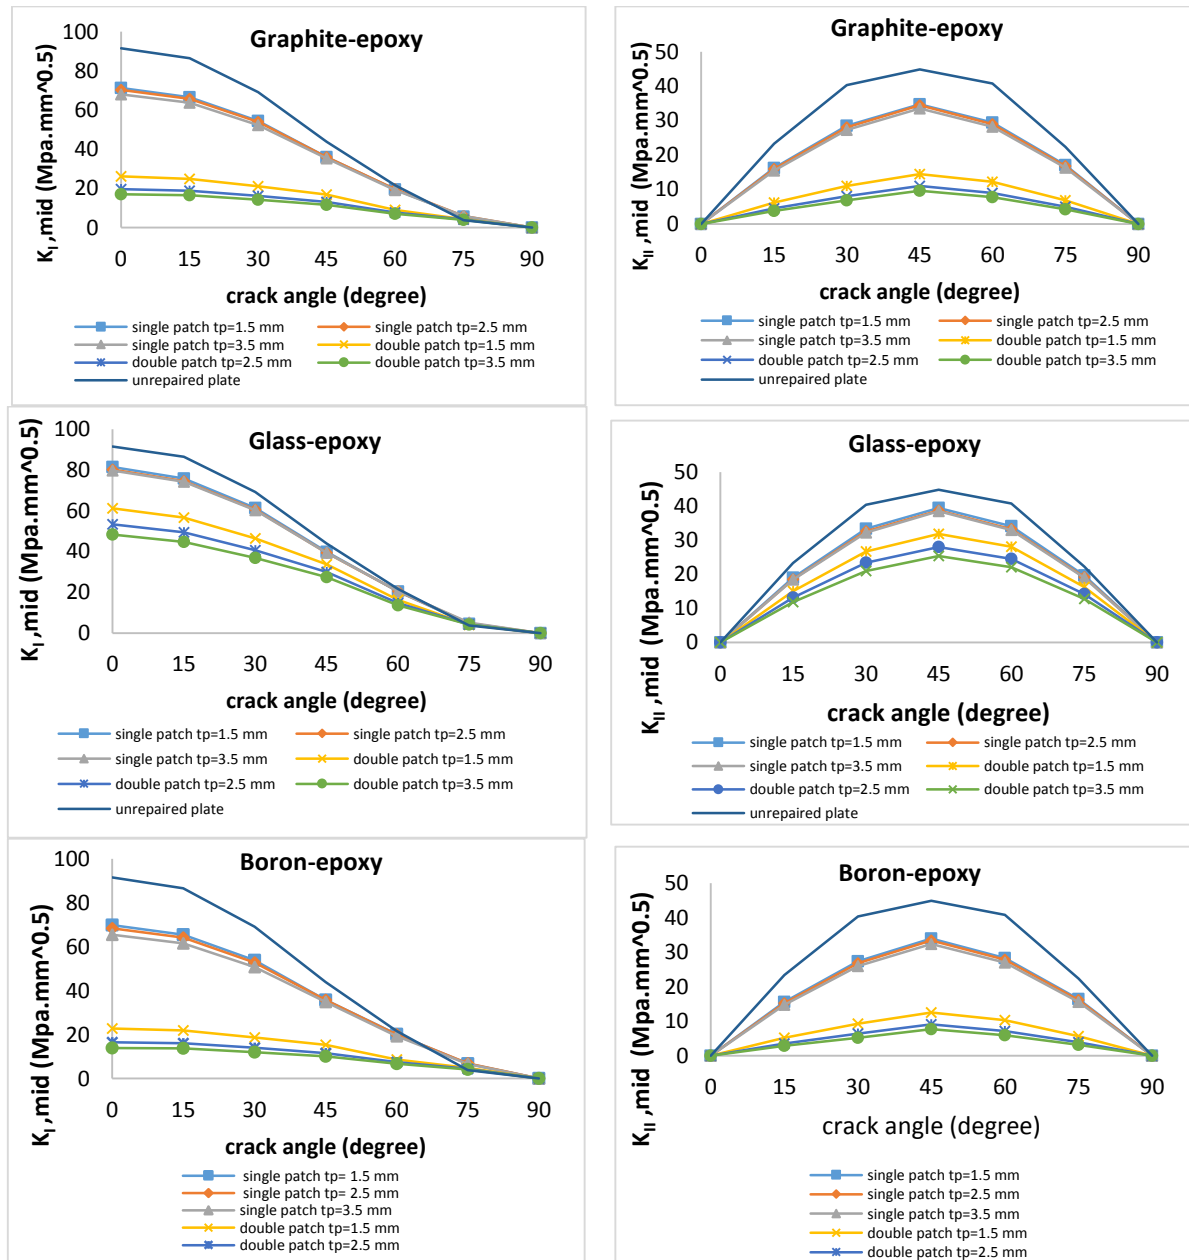 Graphite-epoxy
K_I ,mid (Mpa.mm^0.5)
100
80
60
40
20
0
0 15 30 45 60 75 90
crack angle (degree)
single patch tp=1.5 mm single patch tp=2.5 mm
single patch tp=3.5 mm double patch tp=1.5 mm
double patch tp=2.5 mm double patch tp=3.5 mm
unrepaired plate
Graphite-epoxy
K_II ,mid (Mpa.mm^0.5)
50
40
30
20
10
0
0 15 30 45 60 75 90
crack angle (degree)
single patch tp=1.5 mm single patch tp=2.5 mm
single patch tp=3.5 mm double patch tp=1.5 mm
double patch tp=2.5 mm double patch tp=3.5 mm
unrepaired plate
Glass-epoxy
K_I ,mid (Mpa.mm^0.5)
100
80
60
40
20
0
0 15 30 45 60 75 90
crack angle (degree)
single patch tp=1.5 mm single patch tp=2.5 mm
single patch tp=3.5 mm double patch tp=1.5 mm
double patch tp=2.5 mm double patch tp=3.5 mm
unrepaired plate
Glass-epoxy
K_II ,mid (Mpa.mm^0.5)
50
40
30
20
10
0
0 15 30 45 60 75 90
crack angle (degree)
single patch tp=1.5 mm single patch tp=2.5 mm
single patch tp=3.5 mm double patch tp=1.5 mm
double patch tp=2.5 mm double patch tp=3.5 mm
unrepaired plate
Boron-epoxy
K_I ,mid (Mpa.mm^0.5)
100
80
60
40
20
0
0 15 30 45 60 75 90
crack angle (degree)
single patch tp= 1.5 mm
single patch tp= 2.5 mm
single patch tp=3.5 mm
double patch tp=1.5 mm
double patch tp=2.5 mm
Boron-epoxy
K_II ,mid (Mpa.mm^0.5)
50
40
30
20
10
0
0 15 30 45 60 75 90
crack angle (degree)
single patch tp=1.5 mm
single patch tp=2.5 mm
single patch tp=3.5 mm
double patch tp=1.5 mm
double patch tp=2.5 mm